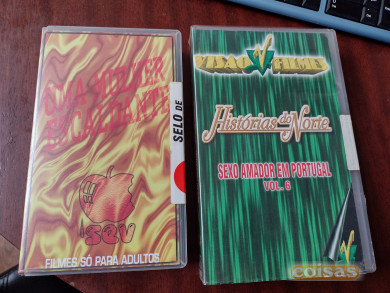 UMA MULHER
ESCALDANTE
SELO DE
sev
FILMES SÓ PARA ADULTOS
VISÃO FILMES
Histórias do Norte
SEXO AMADOR EM PORTUGAL
VOL. 6
COISAS